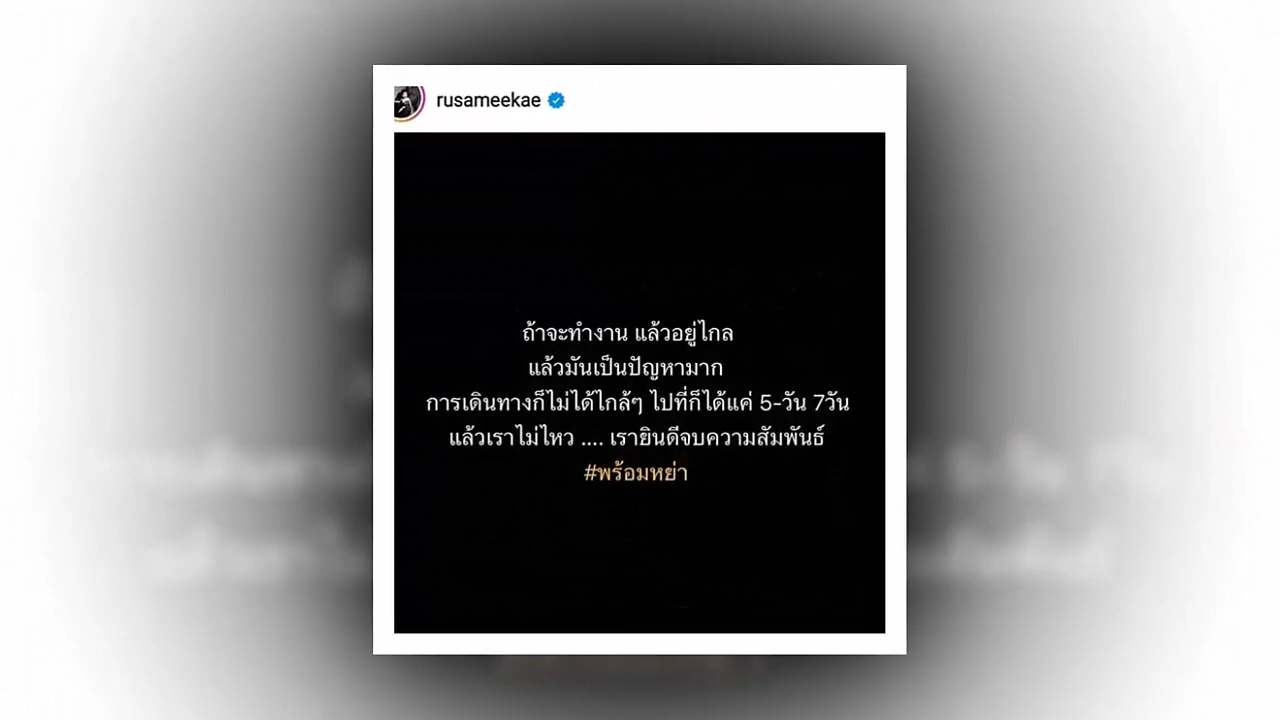 rusameekae
ถ้าจะทำงาน แล้วอยู่ไกล
แล้วมันเป็นปัญหามาก
การเดินทางก็ไม่ได้ใกล้ๆ ไปที่ก็ได้แค่ 5-วัน 7วัน
แล้วเราไม่ไหว .... เรายินดีจบความสัมพันธ์
#พร้อมหย่า